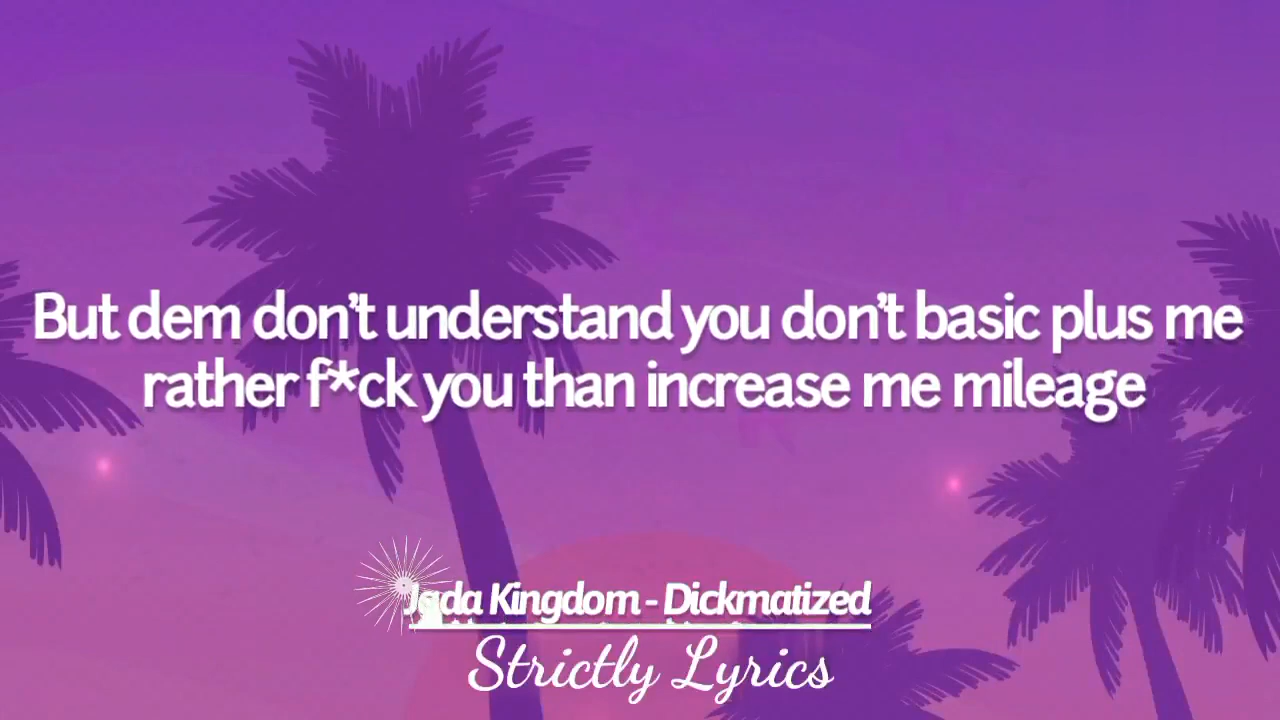 But dem don't understand you don't basic plus me
rather f*ck you than increase me mileage
Jada Kingdom - Dickmatized
Strictly Lyrics